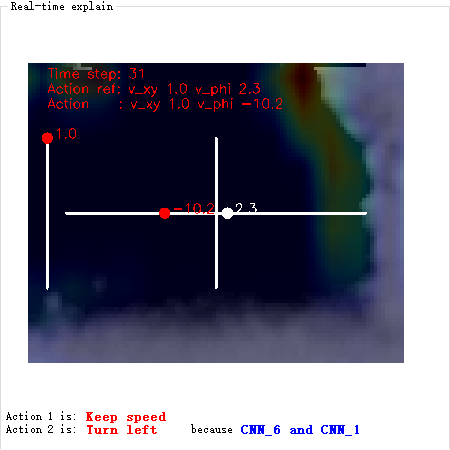 Real-time explain
Time step: 31
Action ref: v_xy 1.0 v_phi 2.3
Action : v_xy 1.0 v_phi -10.2
1.0
-10.2 2.3
Action 1 is: Keep speed
Action 2 is: Turn left because CNN_6 and CNN_1